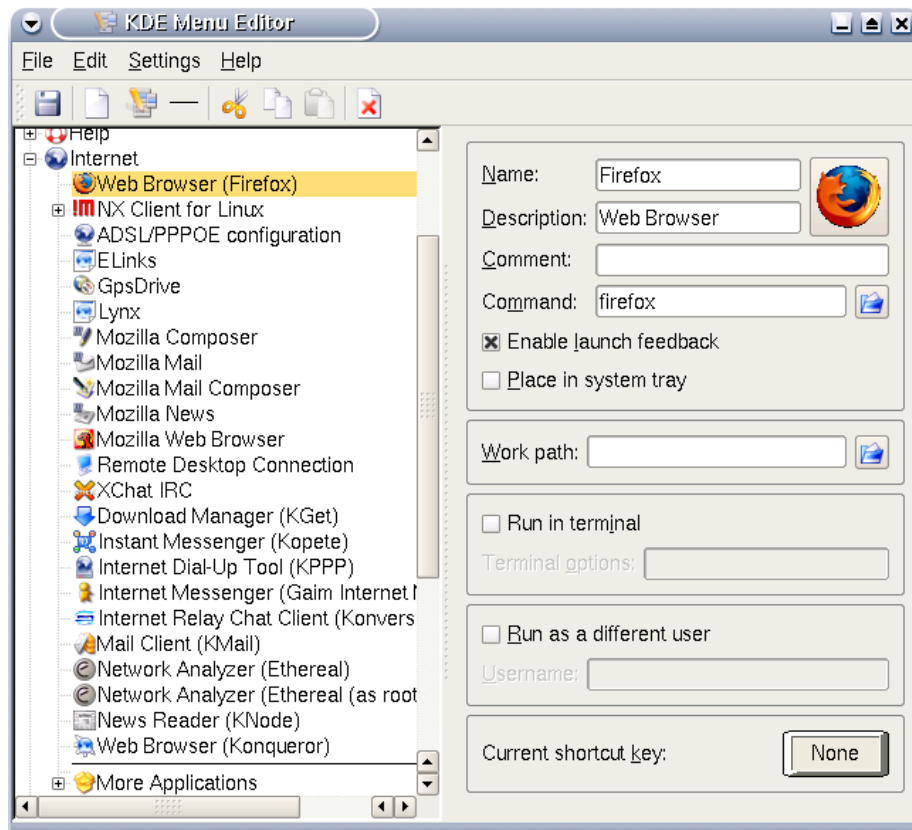 KDE Menu Editor
File Edit Settings Help
Help
Internet
Web Browser (Firefox)
NX Client for Linux
ADSL/PPPOE configuration
ELinks
GpsDrive
Lynx
Mozilla Composer
Mozilla Mail
Mozilla Mail Composer
Mozilla News
Mozilla Web Browser
Remote Desktop Connection
XChat IRC
Download Manager (KGet)
Instant Messenger (Kopete)
Internet Dial-Up Tool (KPPP)
Internet Messenger (Gaim Internet
Internet Relay Chat Client (Konvers
Mail Client (KMail)
Network Analyzer (Ethereal)
Network Analyzer (Ethereal (as root
News Reader (KNode)
Web Browser (Konqueror)
More Applications
Name: Firefox
Description: Web Browser
Comment:
Command: firefox
Enable launch feedback
Place in system tray
Work path:
Run in terminal
Terminal options:
Run as a different user
Username:
Current shortcut key: None